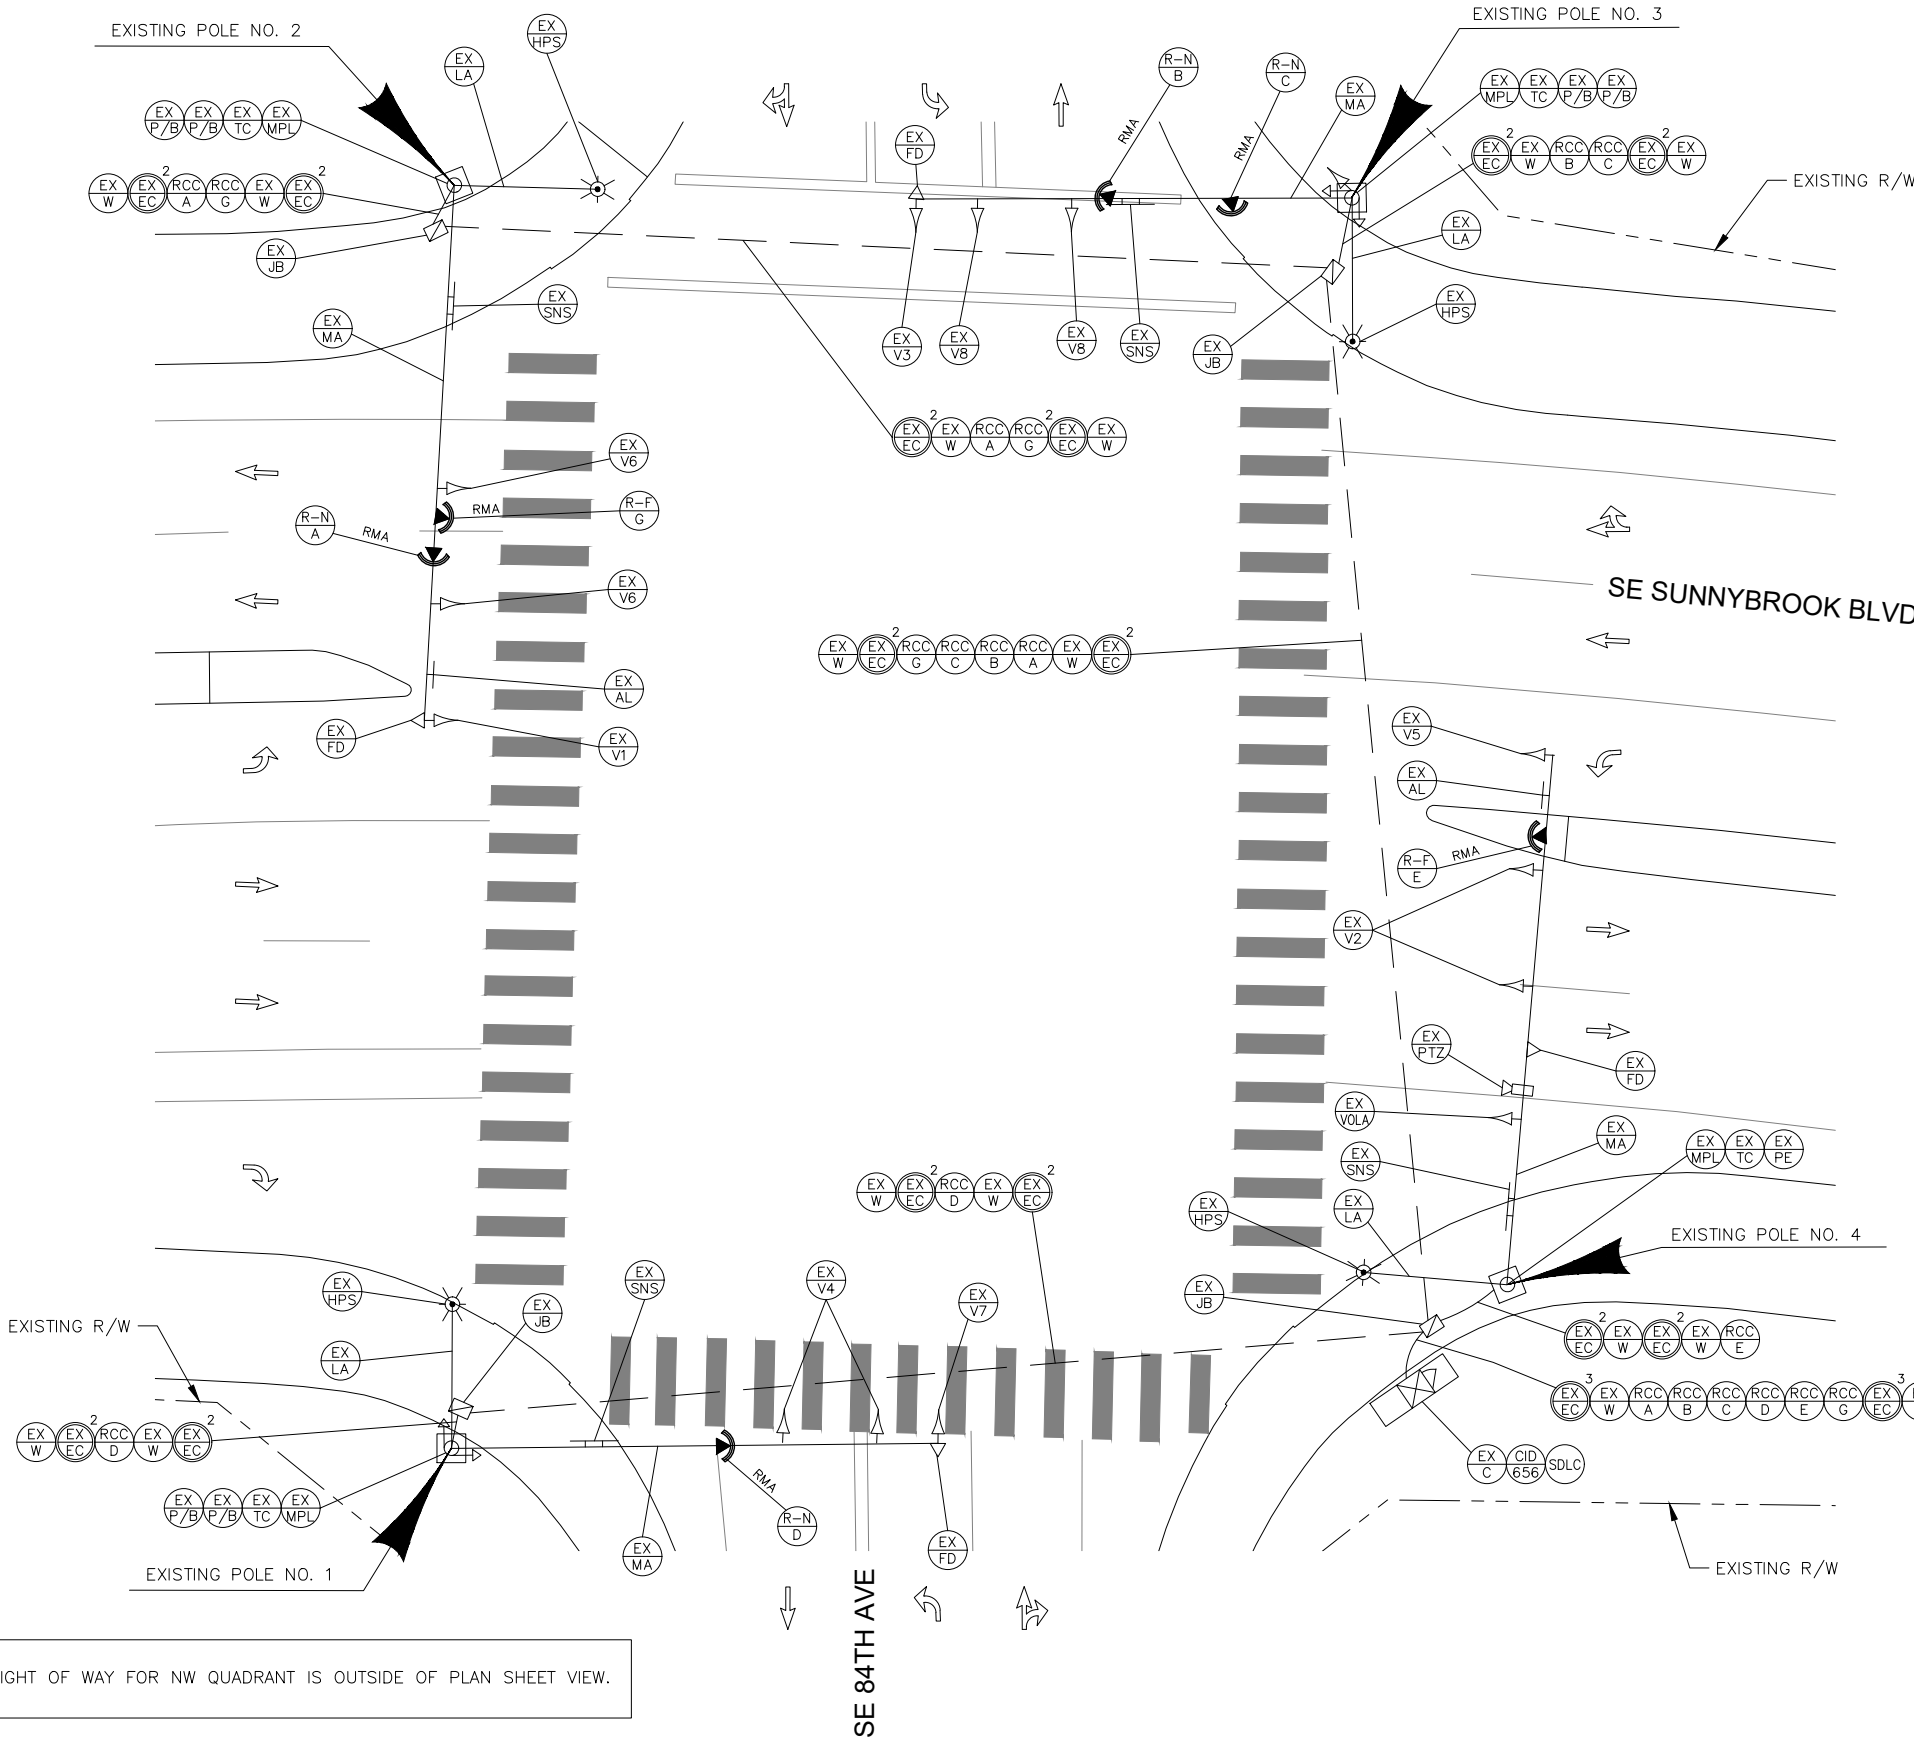 EXISTING POLE NO. 2
EX HPS
EX LA
EX P/B EX P/B EX TC EX MPL
EX W EX EC 2 RCC A RCC G EX W EX EC 2
EX JB
EX SNS
EX MA
EXISTING POLE NO. 3
R-N B
R-N C
EX MA
RMA
RMA
EX FD
EX MPL EX TC EX P/B EX P/B
EX EC 2 EX W RCC B RCC C EX EC 2 EX W
EXISTING R/W
EX LA
EX HPS
EX JB
EX V3
EX V8
EX V8
EX SNS
EX EC 2 EX W RCC A RCC G EX EC 2 EX W
EX V6
R-N A
RMA
RMA
R-F G
EX V6
EX AL
EX FD
EX V1
SE SUNNYBROOK BLVD
EX W EX EC 2 RCC G RCC C RCC B RCC A EX W EX EC 2
EX V5
EX AL
R-F E
RMA
EX V2
EX PTZ
EX FD
EX VOLA
EX MA
EX SNS
EX MPL EX TC EX PE
EX LA
EX HPS
EXISTING POLE NO. 4
EX JB
EX EC 2 EX W EX EC 2 EX W RCC E
EX EC 3 EX W RCC A RCC B RCC C RCC D RCC E RCC G EX EC 3
EX C CID 656 SDLC
EXISTING R/W
EX W EX EC 2 RCC D EX W EX EC 2
EX SNS
EX V4
EX V7
EX HPS
EX JB
EXISTING R/W
EX LA
EX W EX EC 2 RCC D EX W EX EC 2
EX P/B EX P/B EX TC EX MPL
RMA
R-N D
EX MA
EX FD
EXISTING POLE NO. 1
SE 84TH AVE
IGHT OF WAY FOR NW QUADRANT IS OUTSIDE OF PLAN SHEET VIEW.